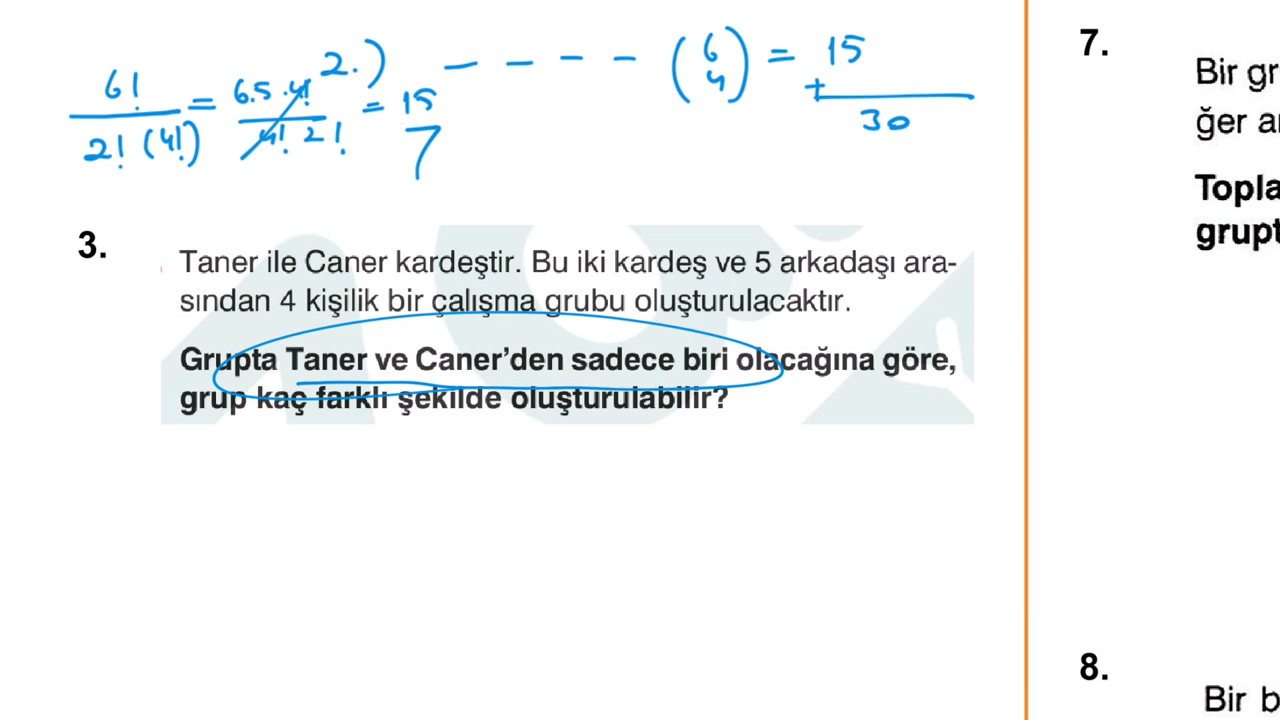 6! / 2! (4!) = 6.5.4! / 4! 2! = 15
2.) _ _ _ _ (6 4) = 15
+
30
7.
Bir gr
ğer a
Topla
grupt
3.
Taner ile Caner kardeştir. Bu iki kardeş ve 5 arkadaşı ara-
sından 4 kişilik bir çalışma grubu oluşturulacaktır.
Grupta Taner ve Caner'den sadece biri olacağına göre,
grup kaç farklı şekilde oluşturulabilir?
8.
Bir b